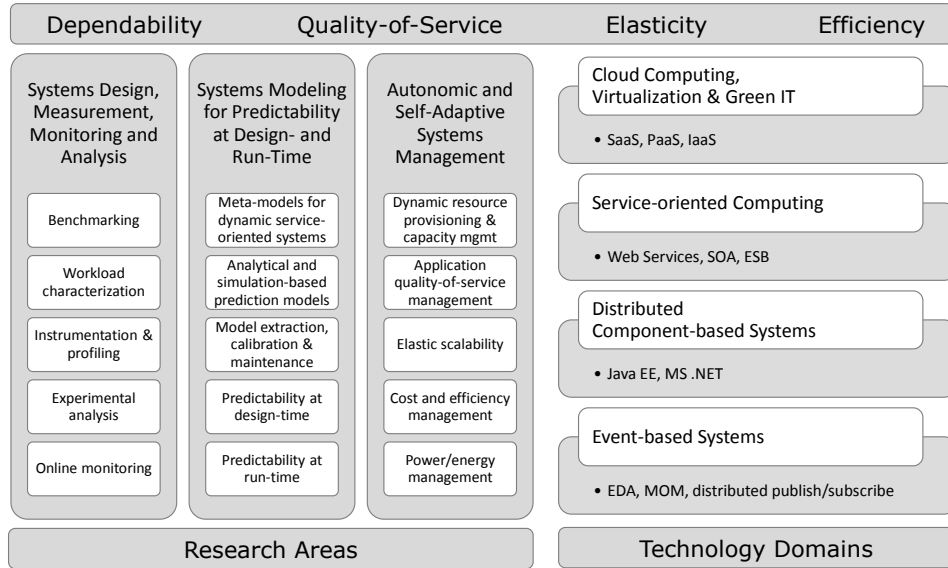 Dependability Quality-of-Service Elasticity Efficiency
Systems Design,
Measurement,
Monitoring and
Analysis
Benchmarking
Workload
characterization
Instrumentation &
profiling
Experimental
analysis
Online monitoring
Systems Modeling
for Predictability
at Design- and
Run-Time
Meta-models for
dynamic service-
oriented systems
Analytical and
simulation-based
prediction models
Model extraction,
calibration &
maintenance
Predictability at
design-time
Predictability at
run-time
Autonomic and
Self-Adaptive
Systems
Management
Dynamic resource
provisioning &
capacity mgmt
Application
quality-of-service
management
Elastic scalability
Cost and efficiency
management
Power/energy
management
Research Areas
Cloud Computing,
Virtualization & Green IT
• SaaS, PaaS, IaaS
Service-oriented Computing
• Web Services, SOA, ESB
Distributed
Component-based Systems
• Java EE, MS .NET
Event-based Systems
• EDA, MOM, distributed publish/subscribe
Technology Domains